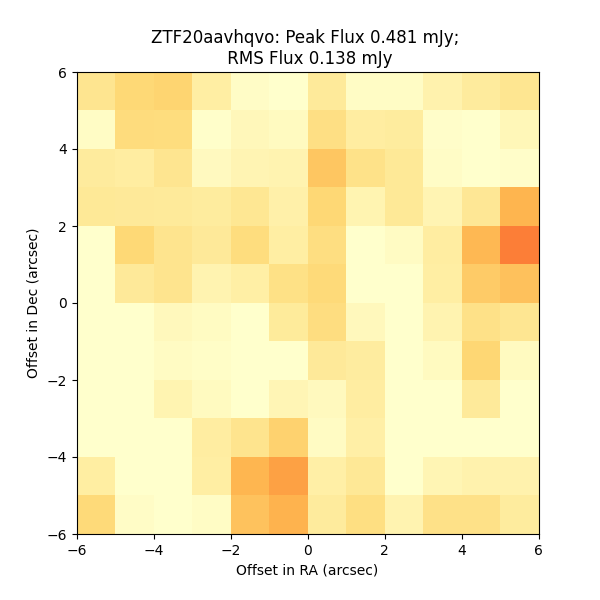 ZTF20aavhqvo: Peak Flux 0.481 mJy;
RMS Flux 0.138 mJy
6
4
2
0
−2
−4
−6
Offset in Dec (arcsec)
−6 −4 −2 0 2 4 6
Offset in RA (arcsec)